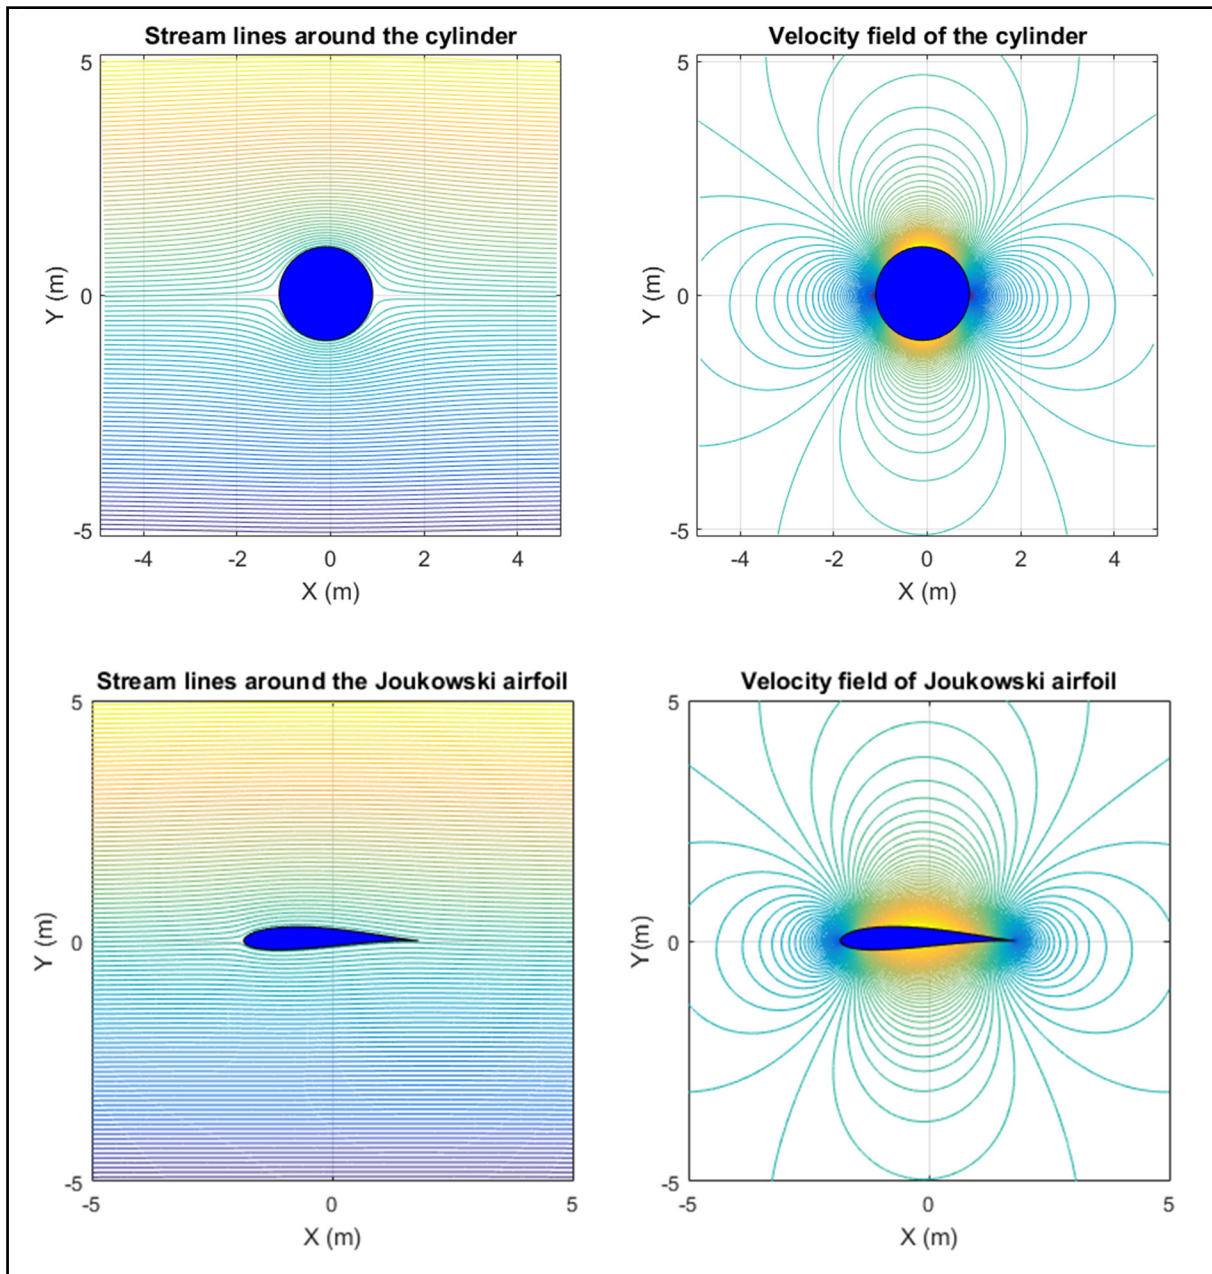 Stream lines around the cylinder
5
0
-5
Y (m)
-4 -2 0 2 4
X (m)
Velocity field of the cylinder
5
0
-5
Y (m)
-4 -2 0 2 4
X (m)
Stream lines around the Joukowski airfoil
5
0
-5
Y (m)
-5 0 5
X (m)
Velocity field of Joukowski airfoil
5
0
-5
Y(m)
-5 0 5
X (m)